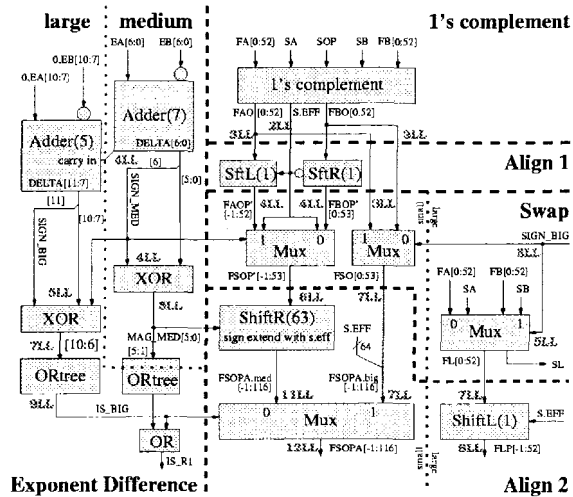 large
medium
1's complement
0,EB[10:7]
0,EA[10:7]
EA[6:0]
EB[6:0]
FA[0:52]
SA
SOP
SB
FB[0:52]
1's complement
Adder(7)
Adder(5)
carry in
DELTA[6:0]
DELTA[11:7]
FAO[0:52]
S.EFF
FBO[0:52]
3LL
2LL
3LL
Align 1
4LL
[6]
[5:0]
SIGN_MED
[11]
[10:7]
SIGN_BIG
SftL(1)
SftR(1)
FAOP'
[-1:52]
4LL
4LL
FBOP'
[0:53]
3LL
Swap
large
SIGN_BIG
5LL
1
Mux
0
1
Mux
0
4LL
XOR
5LL
FSOP'[-1:53]
FSO[0:53]
FA[0:52]
FB[0:52]
SA
SB
0
Mux
1
5LL
5LL
XOR
7LL
[10:6]
6LL
7LL
ShiftR(63)
sign extend with s.eff
MAG_MED[5:0]
[5:1]
S.EFF
64
FL[0:52]
SL
ORtree
ORtree
9LL
IS_BIG
FSOPA.med
[-1:116]
11LL
FSOPA.big
[-1:116]
7LL
7LL
0
Mux
1
ShiftL(1)
S.EFF
OR
IS_R1
12LL
FSOPA[-1:116]
large
8LL
FLP[-1:52]
Exponent Difference
Align 2